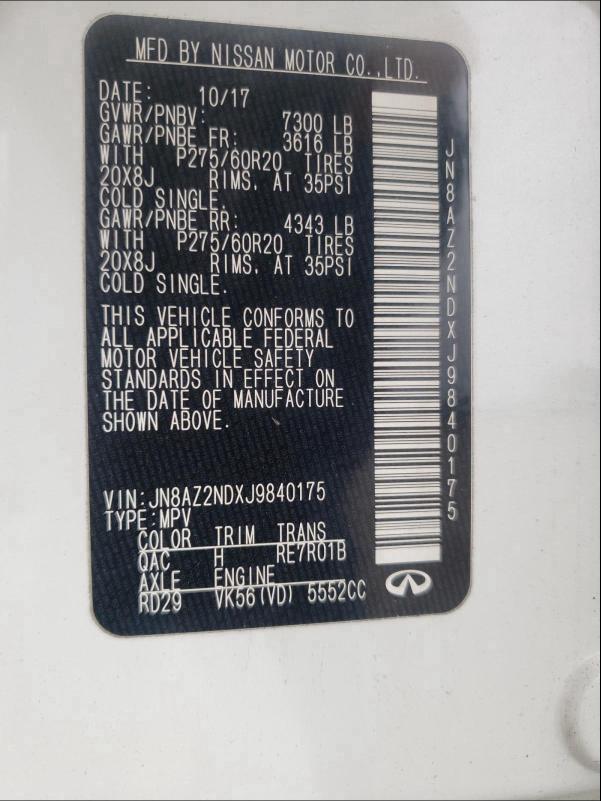 MFD BY NISSAN MOTOR CO.,LTD.
DATE: 10/17
GVWR/PNBV: 7300 LB
GAWR/PNBE FR: 3616 LB
WITH P275/60R20 TIRES
20X8J RIMS. AT 35PSI
COLD SINGLE.
GAWR/PNBE RR: 4343 LB
WITH P275/60R20 TIRES
20X8J RIMS. AT 35PSI
COLD SINGLE.
THIS VEHICLE CONFORMS TO
ALL APPLICABLE FEDERAL
MOTOR VEHICLE SAFETY
STANDARDS IN EFFECT ON
THE DATE OF MANUFACTURE
SHOWN ABOVE.
VIN:JN8AZ2NDXJ9840175
TYPE:MPV
COLOR TRIM TRANS
QAC H RE7R01B
AXLE ENGINE
RD29 VK56(VD) 5552CC
JN8AZ2NDXJ9840175